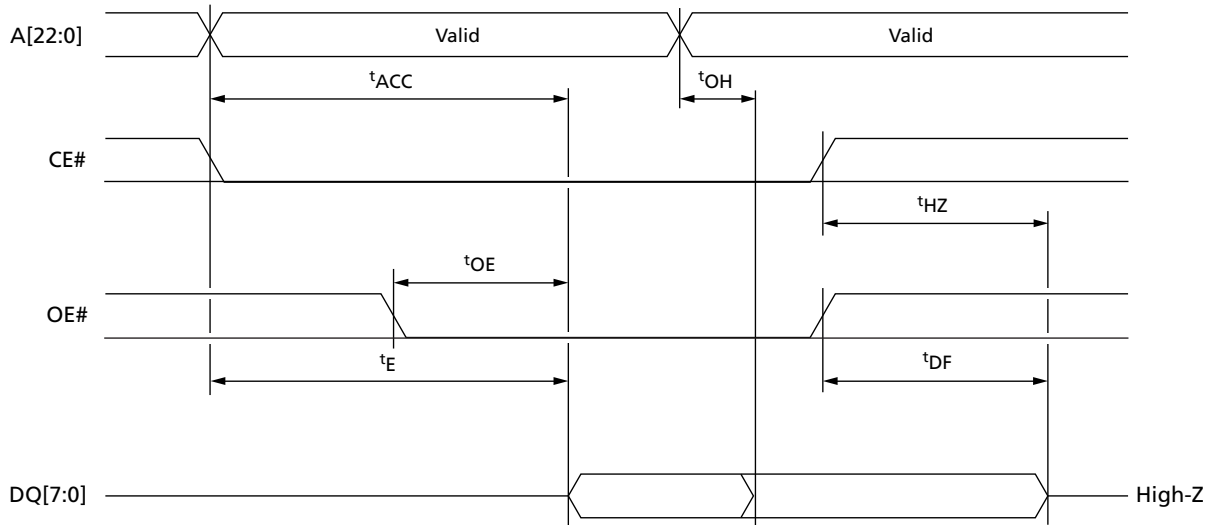 A[22:0]
Valid
Valid
tACC
tOH
CE#
tHZ
tOE
OE#
tE
tDF
DQ[7:0]
High-Z